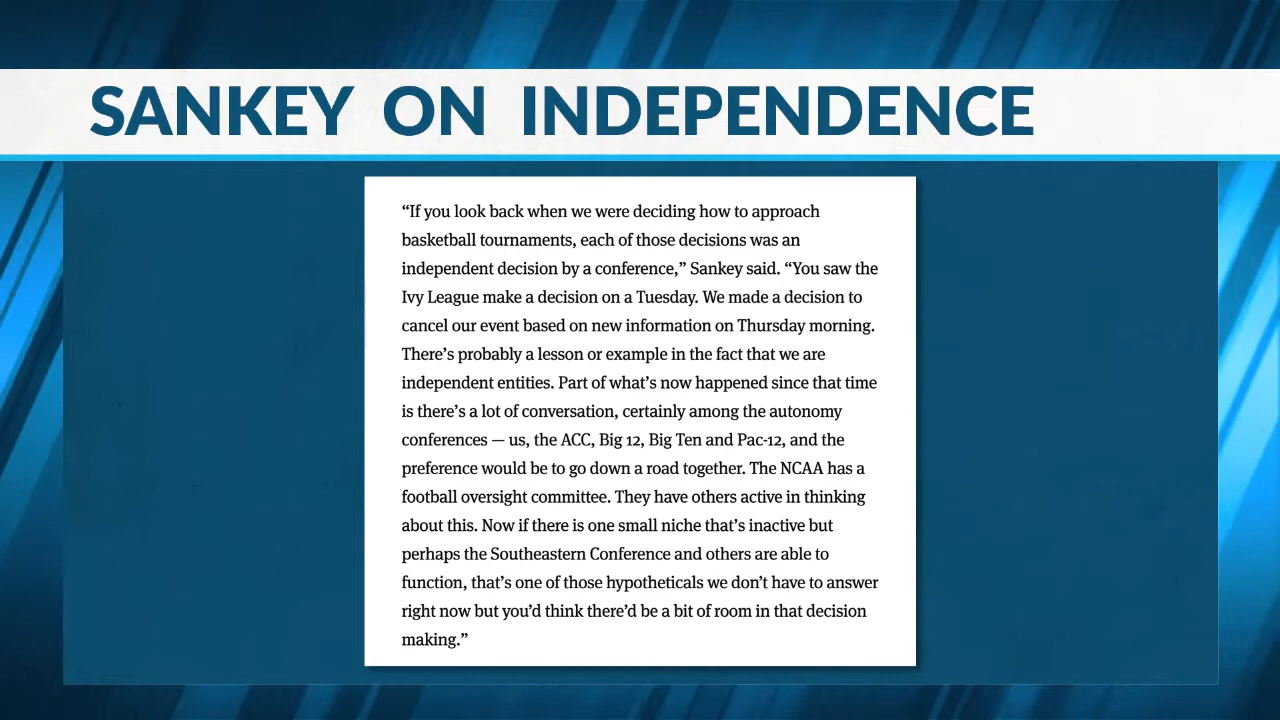 SANKEY ON INDEPENDENCE
“If you look back when we were deciding how to approach
basketball tournaments, each of those decisions was an
independent decision by a conference,” Sankey said. “You saw the
Ivy League make a decision on a Tuesday. We made a decision to
cancel our event based on new information on Thursday morning.
There’s probably a lesson or example in the fact that we are
independent entities. Part of what’s now happened since that time
is there’s a lot of conversation, certainly among the autonomy
conferences — us, the ACC, Big 12, Big Ten and Pac-12, and the
preference would be to go down a road together. The NCAA has a
football oversight committee. They have others active in thinking
about this. Now if there is one small niche that’s inactive but
perhaps the Southeastern Conference and others are able to
function, that’s one of those hypotheticals we don’t have to answer
right now but you’d think there’d be a bit of room in that decision
making.”